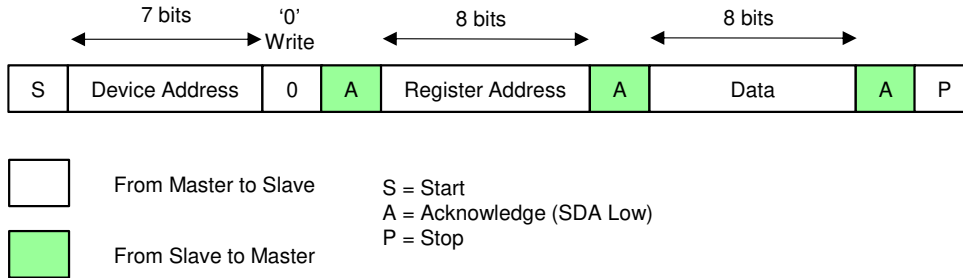 7 bits
‘0’
Write
8 bits
8 bits
S Device Address 0 A Register Address A Data A P
From Master to Slave
From Slave to Master
S = Start
A = Acknowledge (SDA Low)
P = Stop